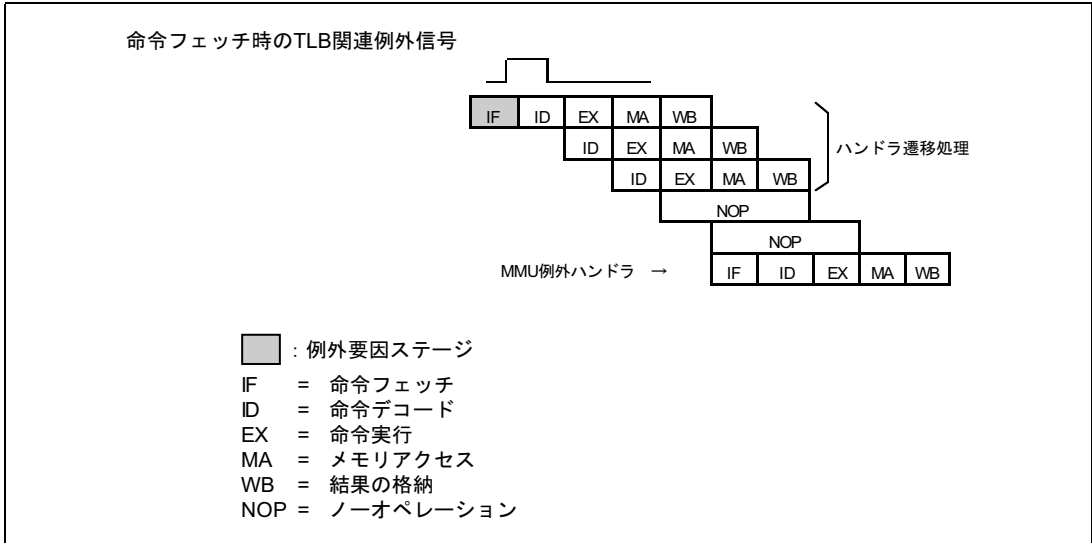 命令フェッチ時のTLB関連例外信号
IF ID EX MA WB
ID EX MA WB
ハンドラ遷移処理
ID EX MA WB
NOP
NOP
MMU例外ハンドラ → IF ID EX MA WB
：例外要因ステージ
IF = 命令フェッチ
ID = 命令デコード
EX = 命令実行
MA = メモリアクセス
WB = 結果の格納
NOP = ノーオペレーション